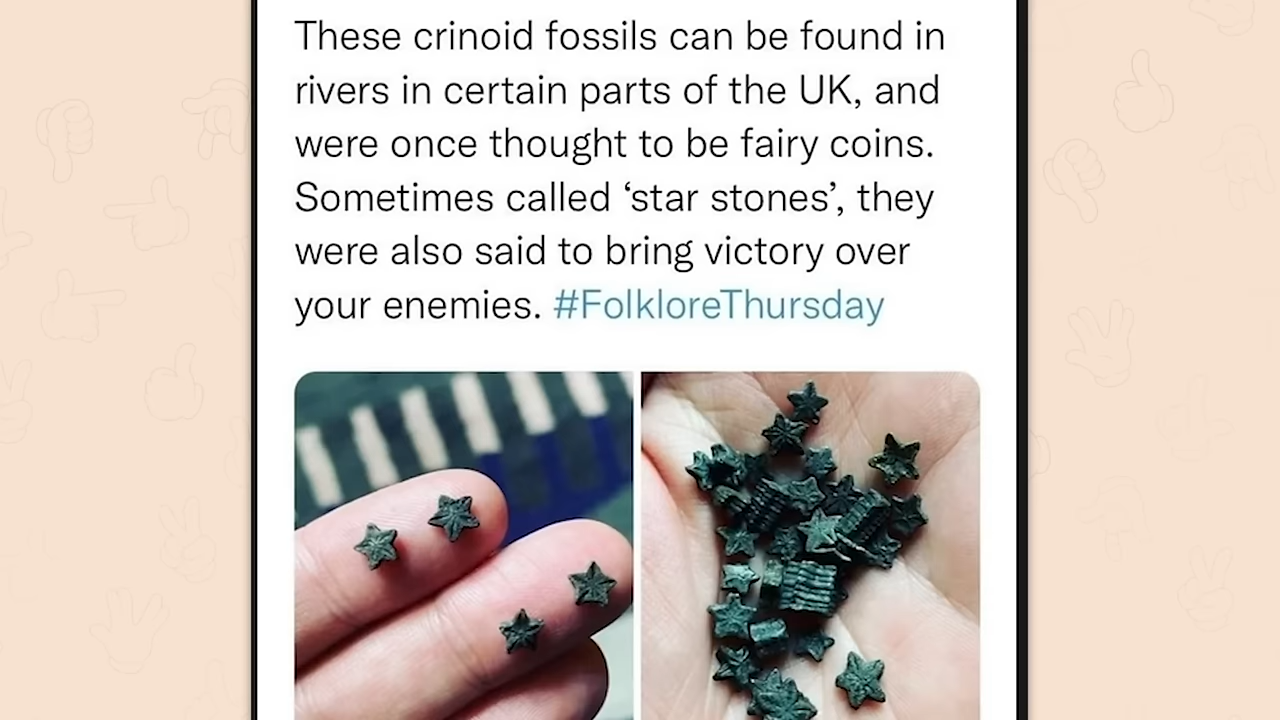 These crinoid fossils can be found in
rivers in certain parts of the UK, and
were once thought to be fairy coins.
Sometimes called ‘star stones’, they
were also said to bring victory over
your enemies. #FolkloreThursday